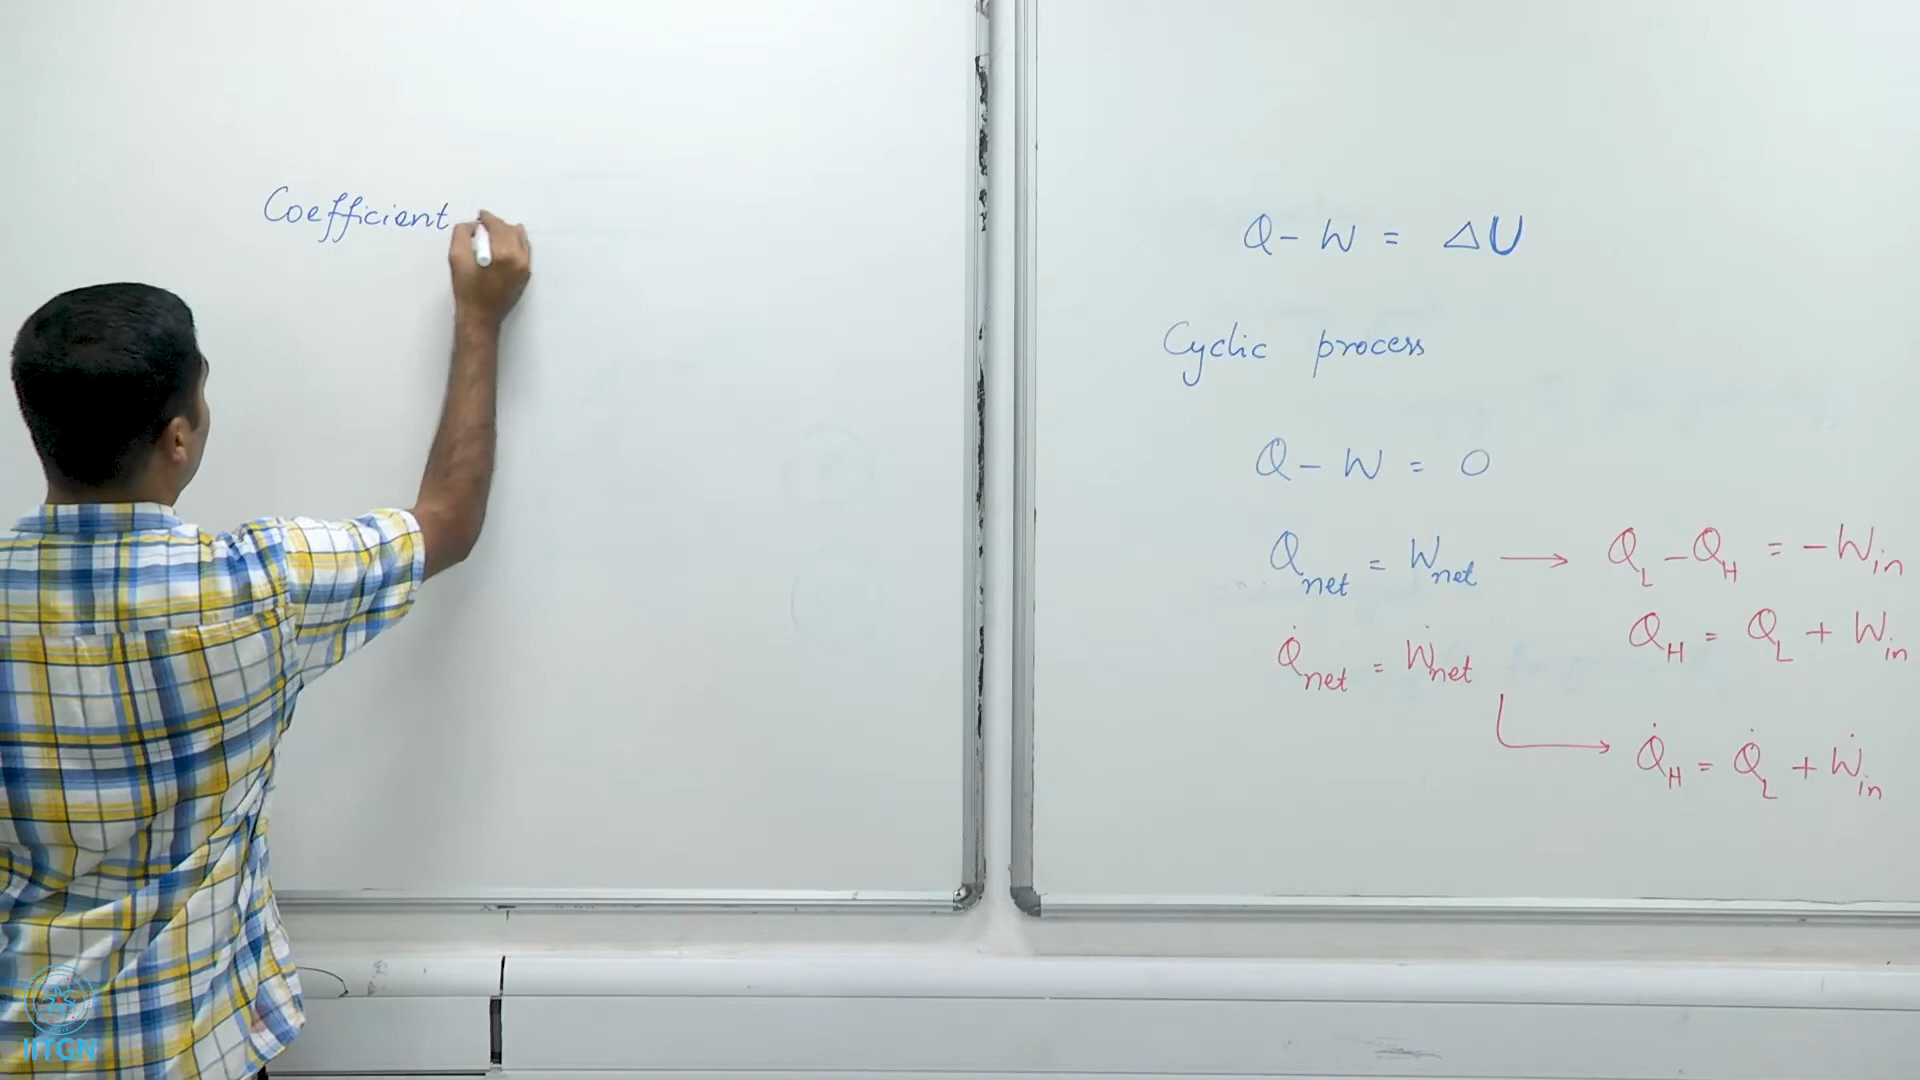 Coefficient
Q - W = ΔU
Cyclic process
Q - W = 0
Q_net = W_net → Q_L - Q_H = -W_in
Q_H = Q_L + W_in
Q̇_net = Ẇ_net
→ Q̇_H = Q̇_L + Ẇ_in
IITGN